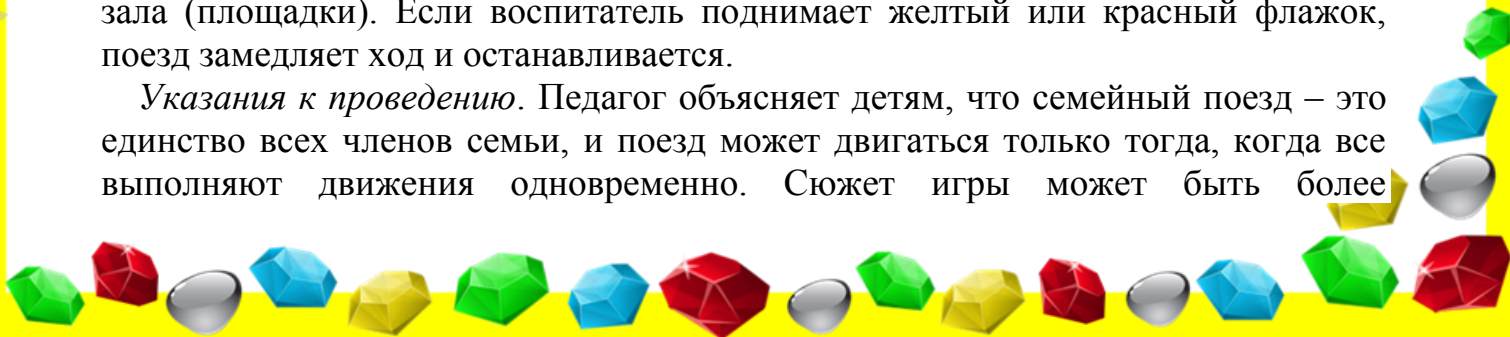 зала (площадки). Если воспитатель поднимает желтый или красный флажок,
поезд замедляет ход и останавливается.
Указания к проведению. Педагог объясняет детям, что семейный поезд – это
единство всех членов семьи, и поезд может двигаться только тогда, когда все
выполняют движения одновременно. Сюжет игры может быть более